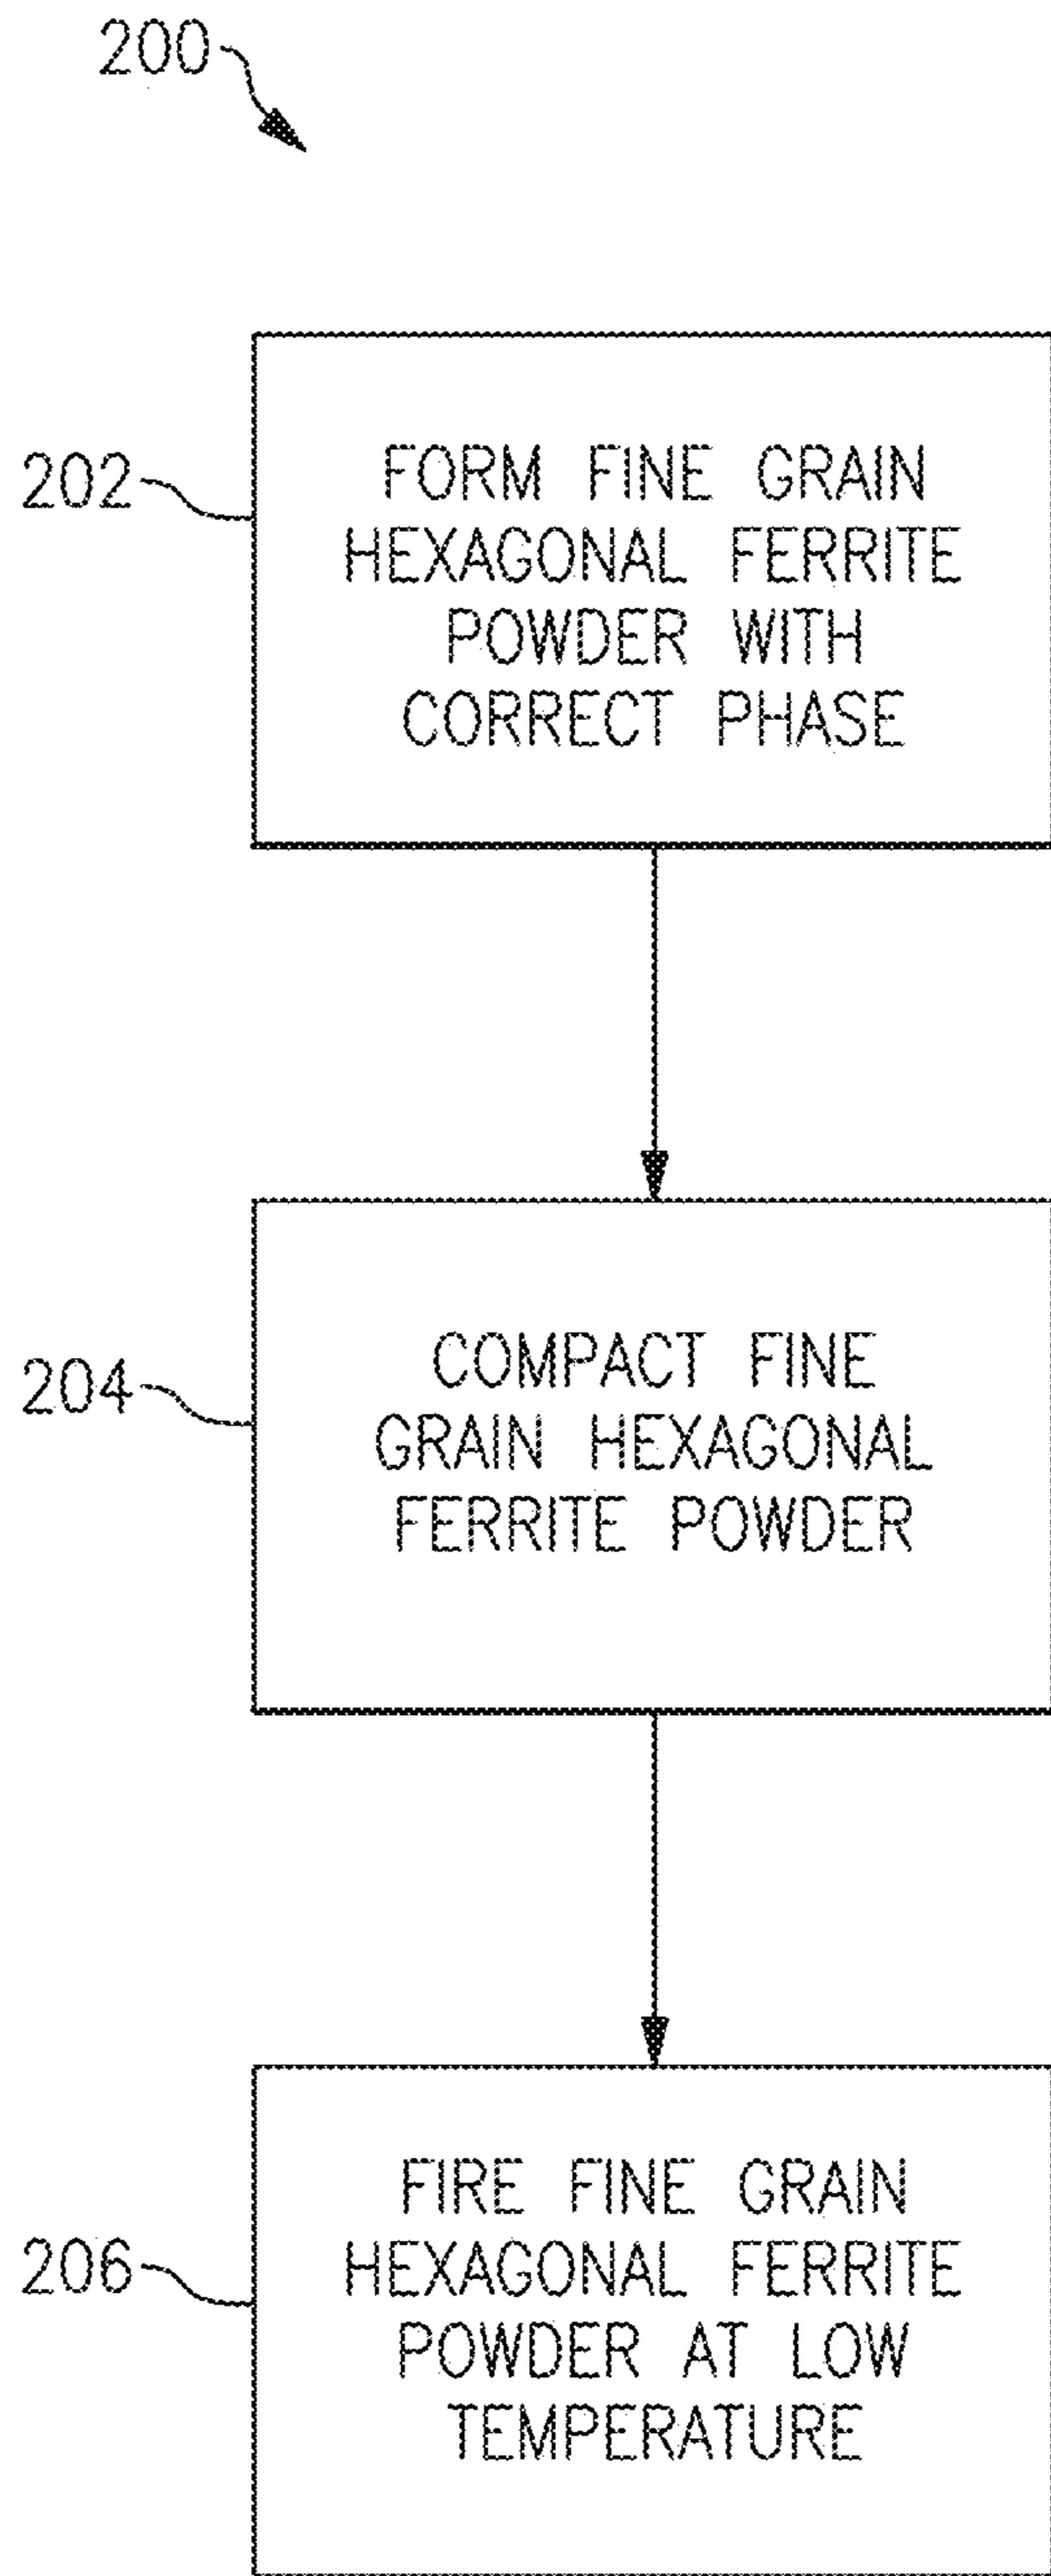 200
202
FORM FINE GRAIN
HEXAGONAL FERRITE
POWDER WITH
CORRECT PHASE
204
COMPACT FINE
GRAIN HEXAGONAL
FERRITE POWDER
206
FIRE FINE GRAIN
HEXAGONAL FERRITE
POWDER AT LOW
TEMPERATURE